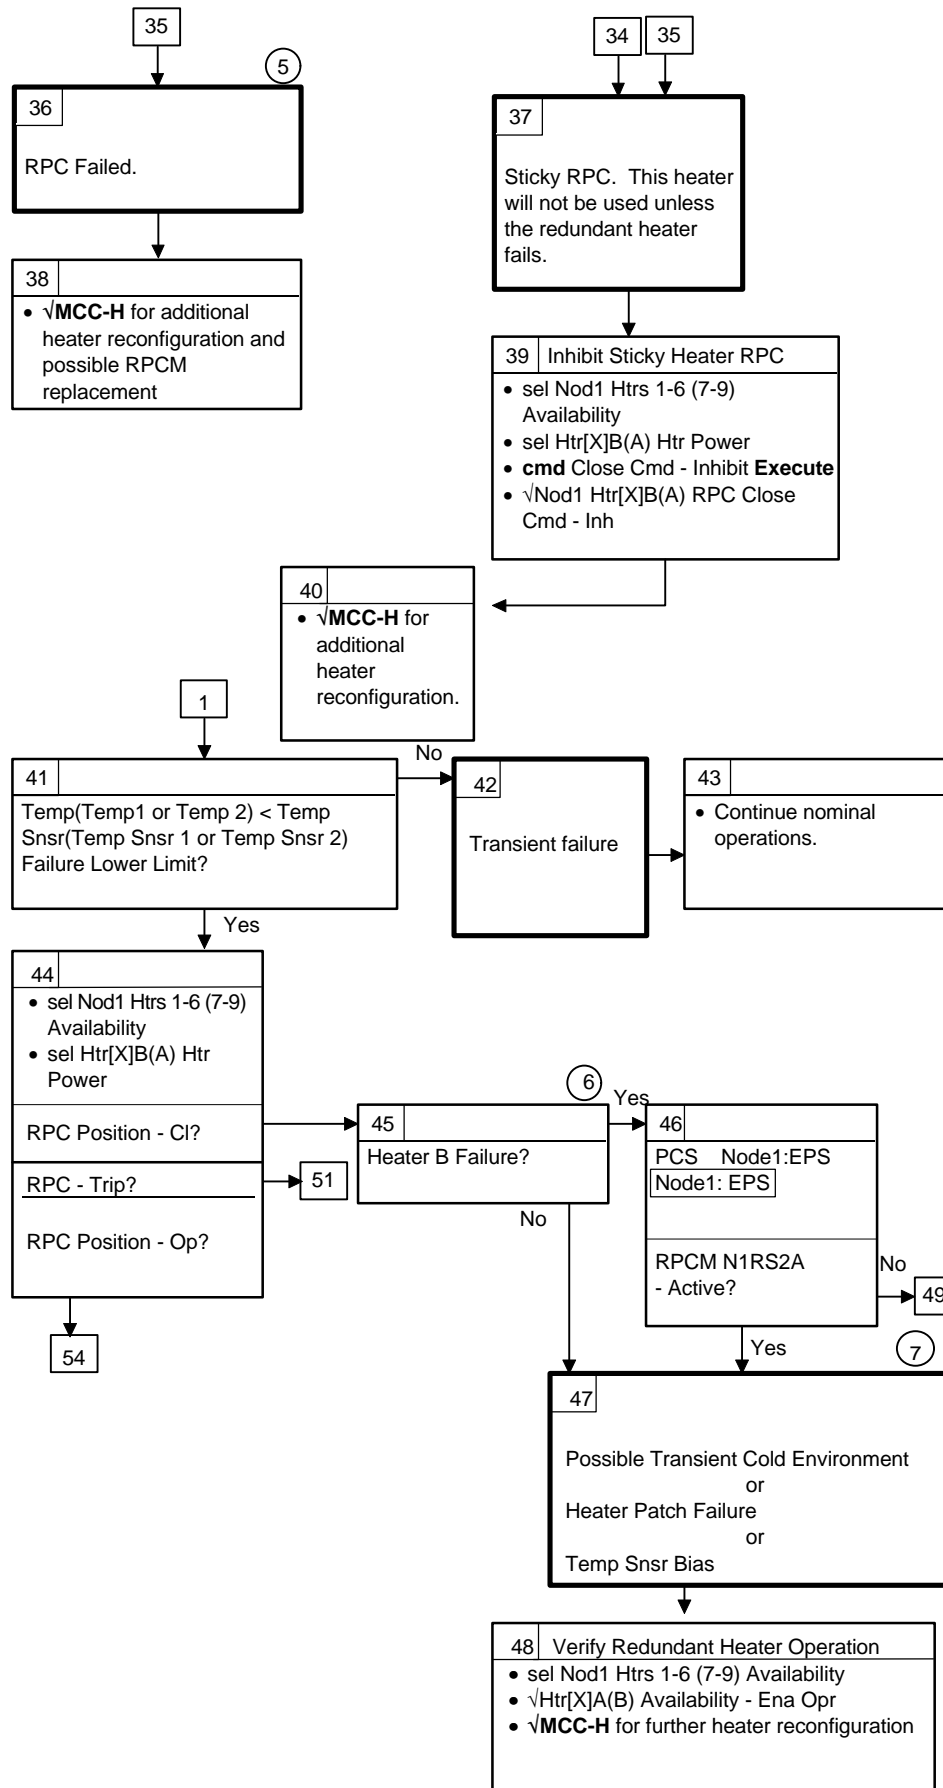 35
5
36
RPC Failed.
38
• √MCC-H for additional
heater reconfiguration and
possible RPCM
replacement
34 35
37
Sticky RPC. This heater
will not be used unless
the redundant heater
fails.
39 Inhibit Sticky Heater RPC
• sel Nod1 Htrs 1-6 (7-9)
Availability
• sel Htr[X]B(A) Htr Power
• cmd Close Cmd - Inhibit Execute
• √Nod1 Htr[X]B(A) RPC Close
Cmd - Inh
40
• √MCC-H for
additional
heater
reconfiguration.
1
41
Temp(Temp1 or Temp 2) < Temp
Snsr(Temp Snsr 1 or Temp Snsr 2)
Failure Lower Limit?
No
42
Transient failure
43
• Continue nominal
operations.
Yes
44
• sel Nod1 Htrs 1-6 (7-9)
Availability
• sel Htr[X]B(A) Htr
Power
RPC Position - Cl?
RPC - Trip?
RPC Position - Op?
51
54
6
45
Heater B Failure?
Yes
No
46
PCS Node1:EPS
Node1: EPS
RPCM N1RS2A
- Active?
No
49
Yes
7
47
Possible Transient Cold Environment
or
Heater Patch Failure
or
Temp Snsr Bias
48 Verify Redundant Heater Operation
• sel Nod1 Htrs 1-6 (7-9) Availability
• √Htr[X]A(B) Availability - Ena Opr
• √MCC-H for further heater reconfiguration